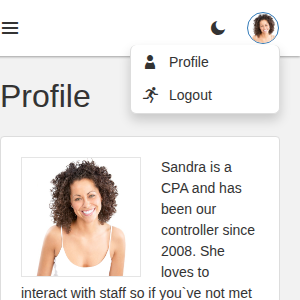 Profile
Logout
Profile
Sandra is a
CPA and has
been our
controller since
2008. She
loves to
interact with staff so if you`ve not met